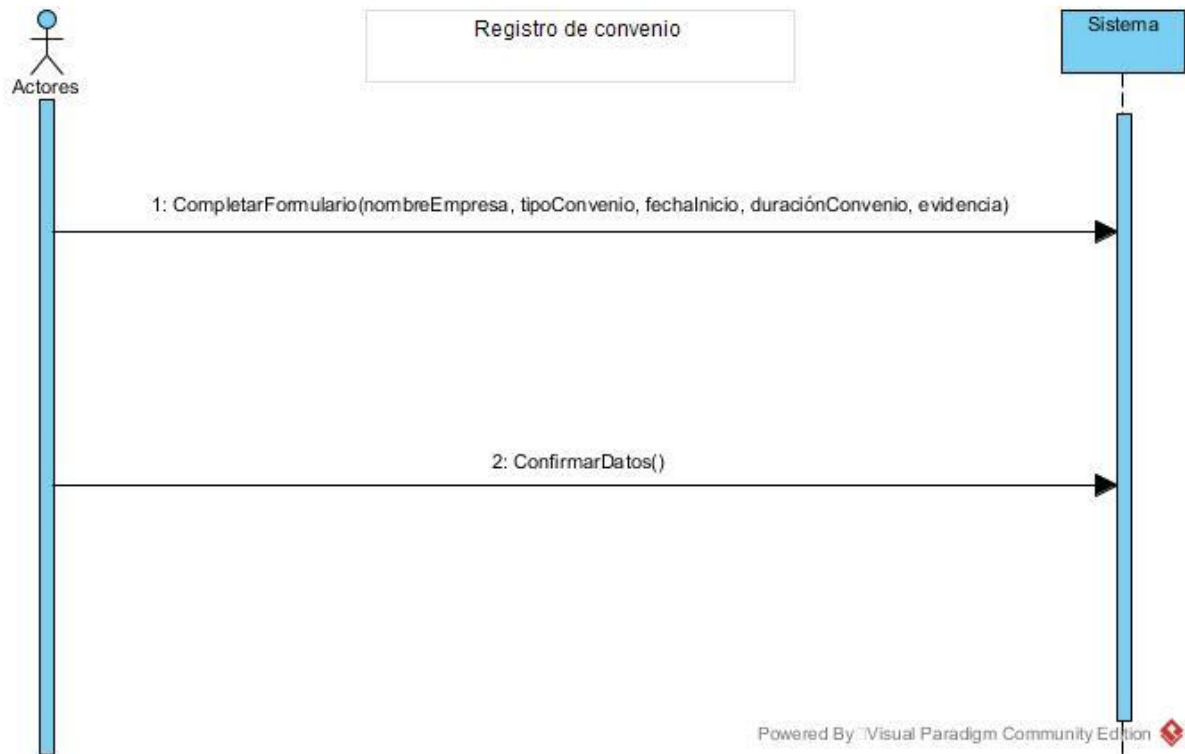 Registro de convenio
Sistema
Actores
1: CompletarFormulario(nombreEmpresa, tipoConvenio, fechaInicio, duraciónConvenio, evidencia)
2: ConfirmarDatos()
Powered By Visual Paradigm Community Edition